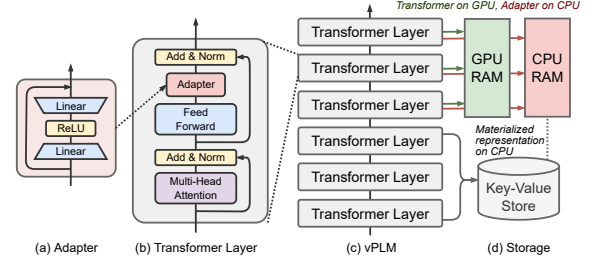 Transformer on GPU, Adapter on CPU
Linear
ReLU
Linear
(a) Adapter
Add & Norm
Adapter
Feed
Forward
Add & Norm
Multi-Head
Attention
(b) Transformer Layer
Transformer Layer
Transformer Layer
Transformer Layer
Transformer Layer
Transformer Layer
Transformer Layer
(c) vPLM
GPU
RAM
CPU
RAM
Materialized
representation
on CPU
Key-Value
Store
(d) Storage